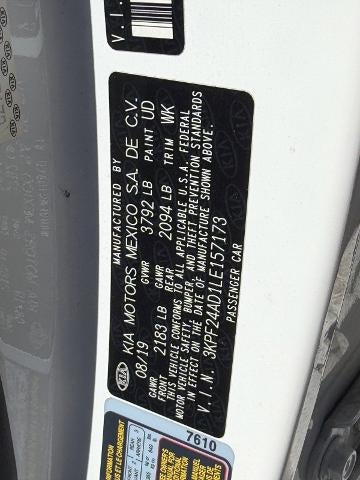 MANUFACTURED BY
KIA MOTORS MEXICO S.A. DE C.V.
08/19 GVWR 3792 LB PAINT UD
GAWR FRONT 2183 LB GAWR REAR 2094 LB TRIM WK
THIS VEHICLE CONFORMS TO ALL APPLICABLE U.S.A. FEDERAL
MOTOR VEHICLE SAFETY, BUMPER, AND THEFT PREVENTION STANDARDS
IN EFFECT ON THE DATE OF MANUFACTURE SHOWN ABOVE.
V.I.N. 3KPF24AD1LE157173
PASSENGER CAR
KIA
V.I.
7610